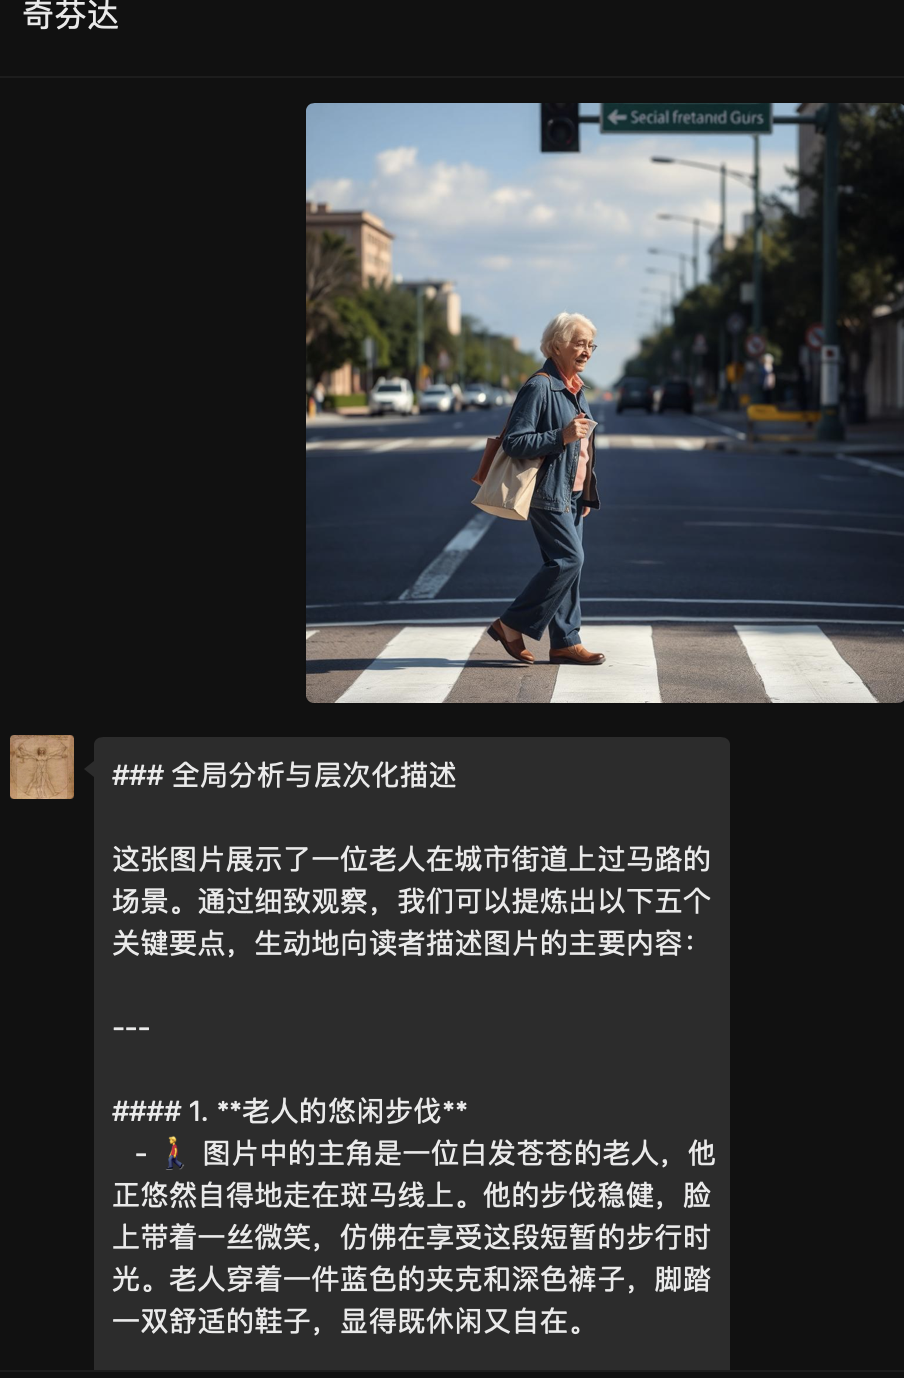 奇芬达
← Secial fretand Gurs
### 全局分析与层次化描述
这张图片展示了一位老人在城市街道上过马路的
场景。通过细致观察，我们可以提炼出以下五个
关键要点，生动地向读者描述图片的主要内容：
---
#### 1. **老人的悠闲步伐**
- 🚶 图片中的主角是一位白发苍苍的老人，他
正悠然自得地走在斑马线上。他的步伐稳健，脸
上带着一丝微笑，仿佛在享受这段短暂的步行时
光。老人穿着一件蓝色的夹克和深色裤子，脚踏
一双舒适的鞋子，显得既休闲又自在。